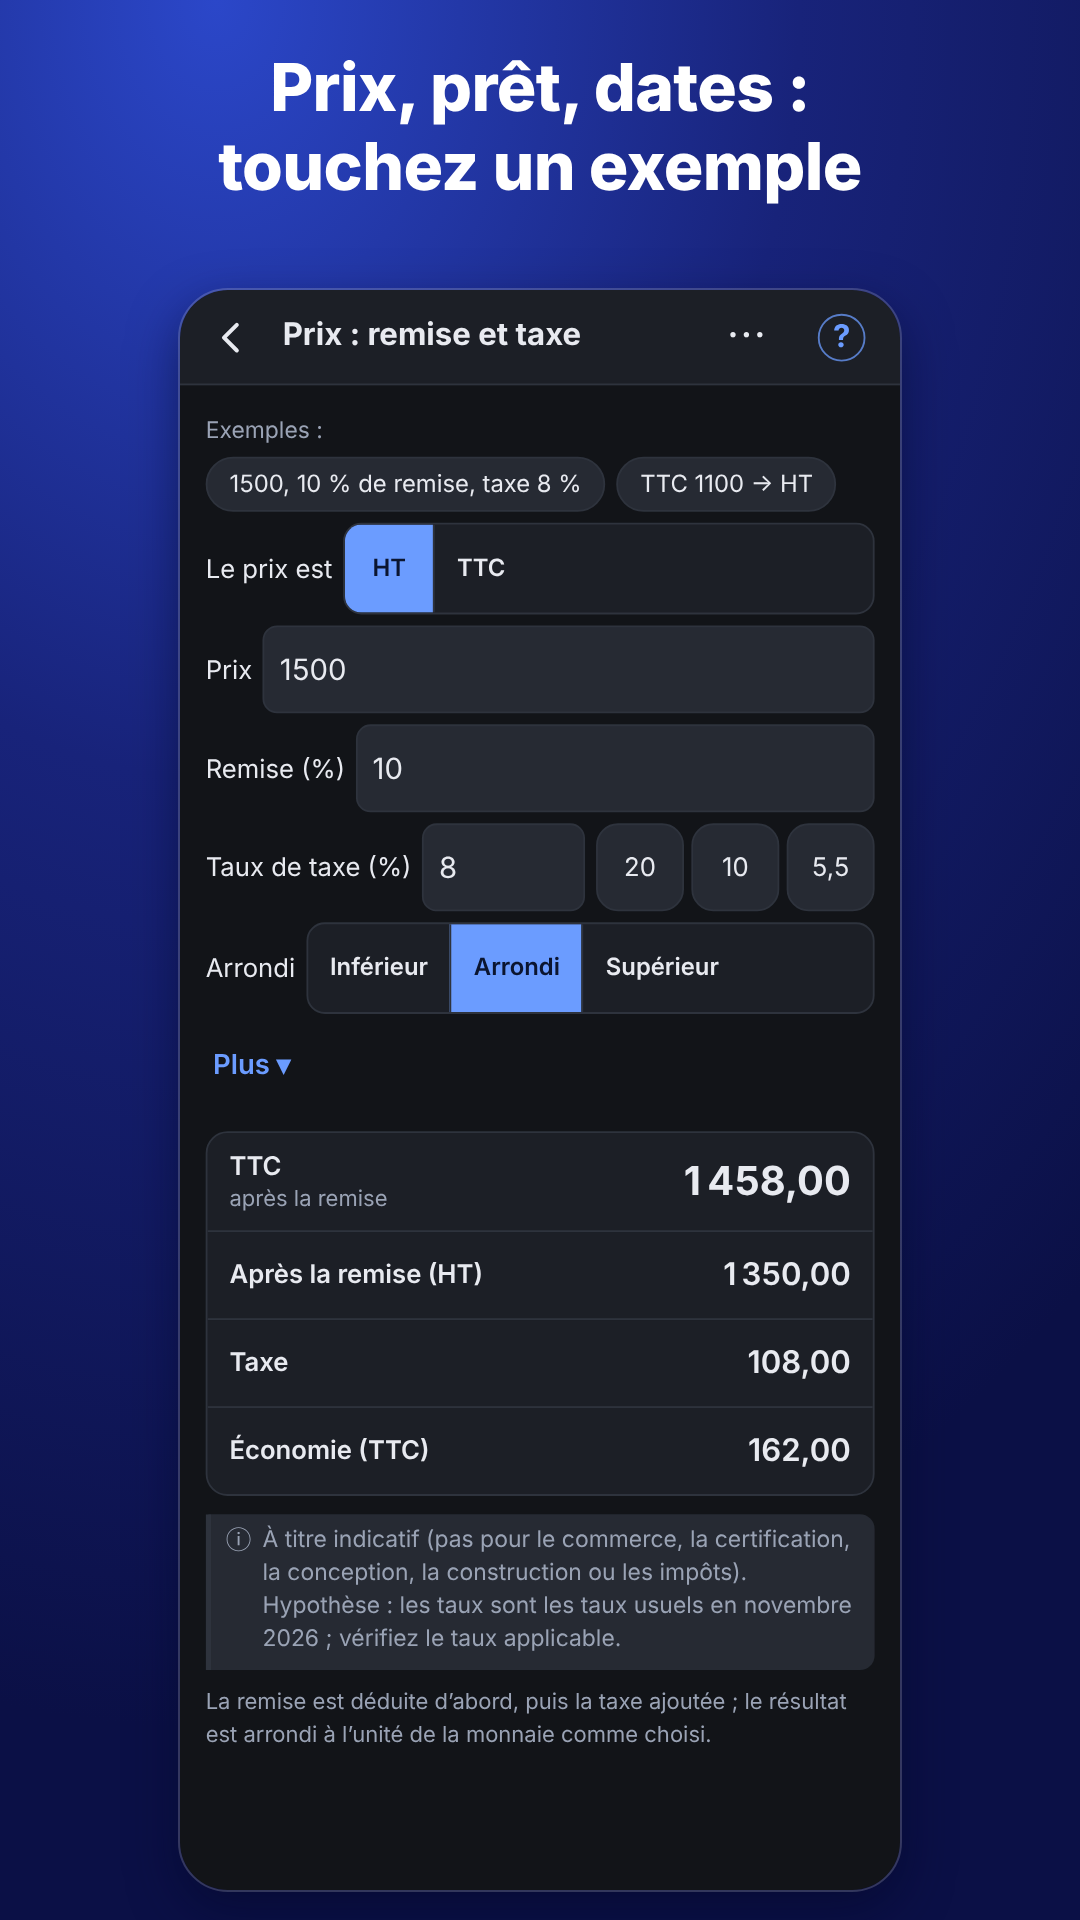 Prix, prêt, dates :
touchez un exemple
Prix : remise et taxe
?
Exemples :
1500, 10 % de remise, taxe 8 %
TTC 1100 → HT
Le prix est
HT
TTC
Prix
1500
Remise (%)
10
Taux de taxe (%)
8
20
10
5,5
Arrondi
Inférieur
Arrondi
Supérieur
Plus ▾
TTC
après la remise
1 458,00
Après la remise (HT)
1 350,00
Taxe
108,00
Économie (TTC)
162,00
ⓘ À titre indicatif (pas pour le commerce, la certification,
la conception, la construction ou les impôts).
Hypothèse : les taux sont les taux usuels en novembre
2026 ; vérifiez le taux applicable.
La remise est déduite d’abord, puis la taxe ajoutée ; le résultat
est arrondi à l’unité de la monnaie comme choisi.